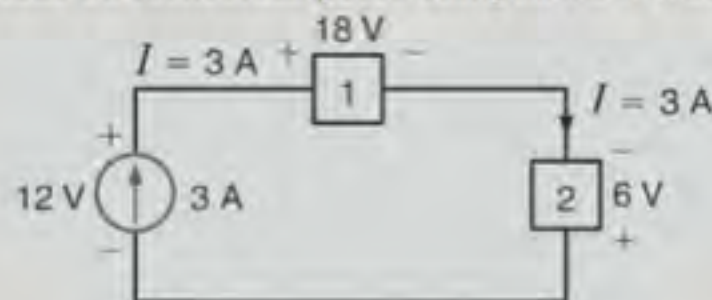 18 V
I = 3 A + −
1
I = 3 A
+ −
12 V 3 A 2 6 V
− +